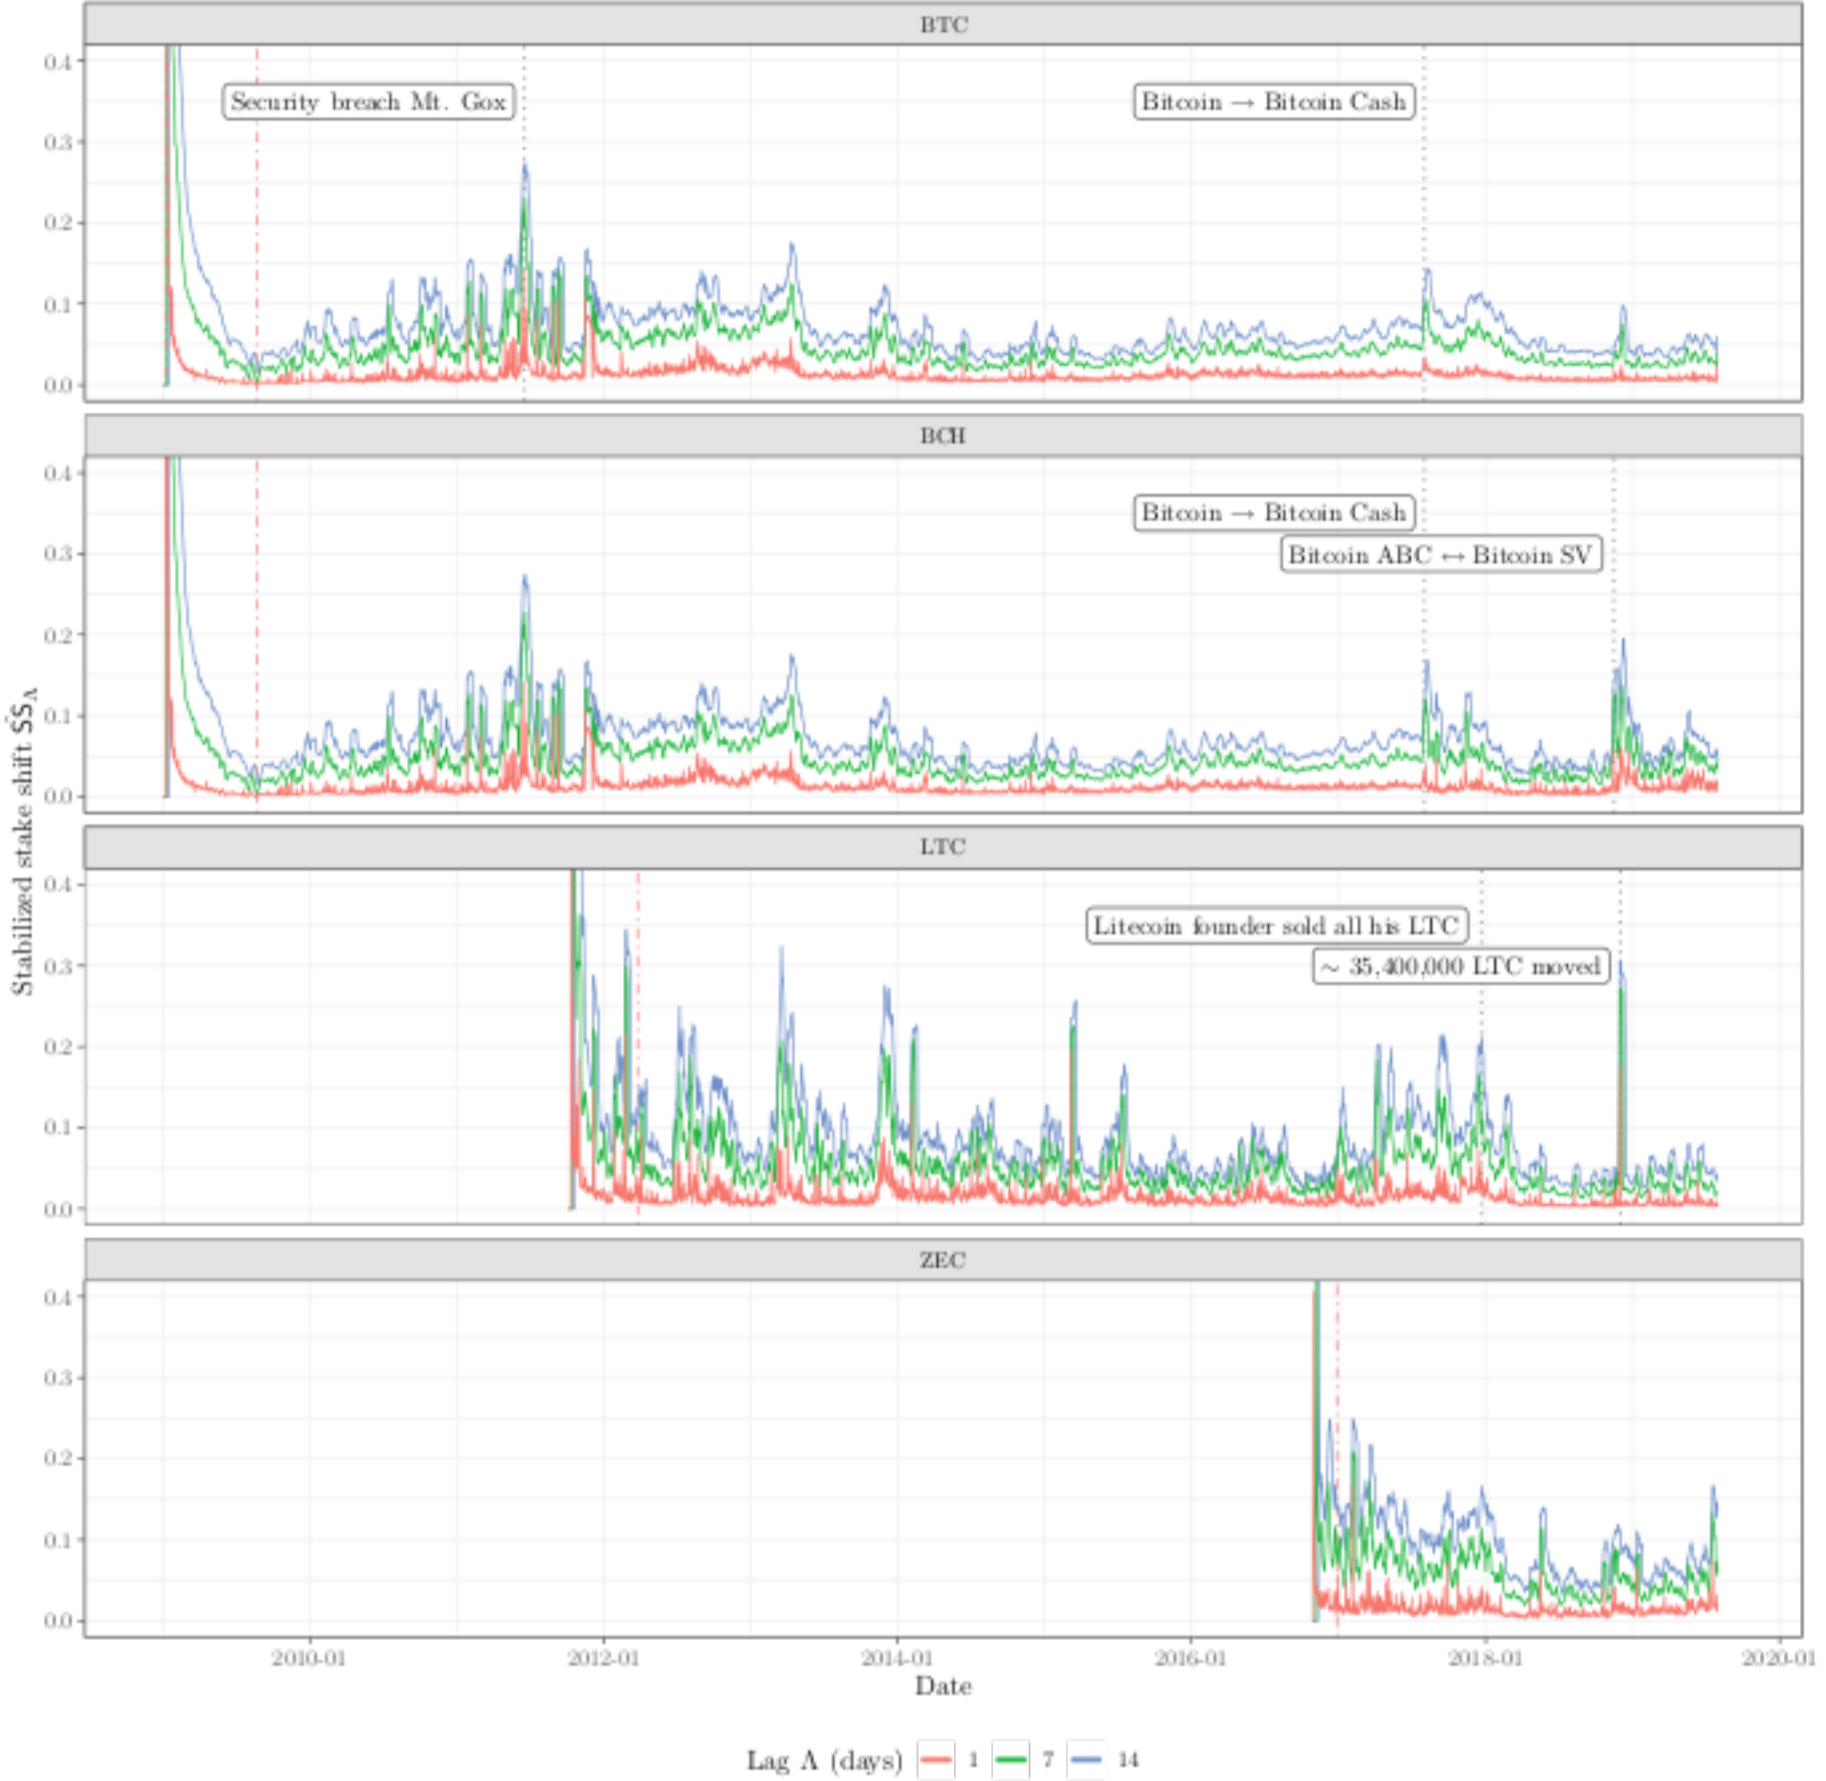 BTC
0.4
0.3
0.2
0.1
0.0
Security breach Mt. Gox
Bitcoin → Bitcoin Cash
BCH
0.4
0.3
0.2
0.1
0.0
Bitcoin → Bitcoin Cash
Bitcoin ABC ↔ Bitcoin SV
Stabilized stake shift ŜS_Λ
LTC
0.4
0.3
0.2
0.1
0.0
Litecoin founder sold all his LTC
~ 35,400,000 LTC moved
ZEC
0.4
0.3
0.2
0.1
0.0
2010-01 2012-01 2014-01 2016-01 2018-01 2020-01
Date
Lag Λ (days) 1 7 14